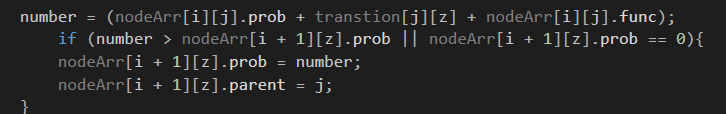 number = (nodeArr[i][j].prob + transtion[j][z] + nodeArr[i][j].func);
if (number > nodeArr[i + 1][z].prob || nodeArr[i + 1][z].prob == 0){
nodeArr[i + 1][z].prob = number;
nodeArr[i + 1][z].parent = j;
}